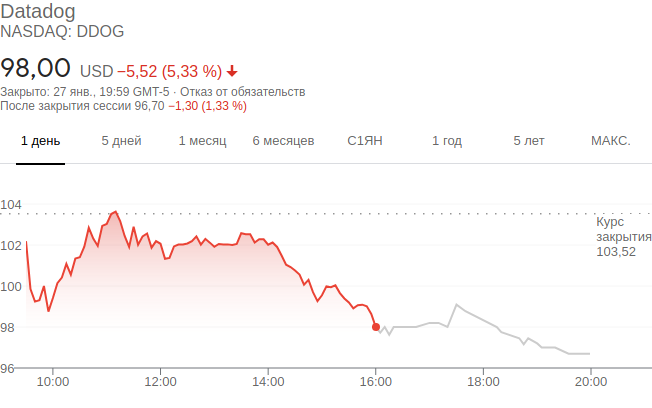 Datadog
NASDAQ: DDOG
98,00 USD −5,52 (5,33 %)
Закрыто: 27 янв., 19:59 GMT-5 · Отказ от обязательств
После закрытия сессии 96,70 −1,30 (1,33 %)
1 день 5 дней 1 месяц 6 месяцев С1ЯН 1 год 5 лет МАКС.
104
Курс
закрытия
103,52
102
100
98
96
10:00 12:00 14:00 16:00 18:00 20:00